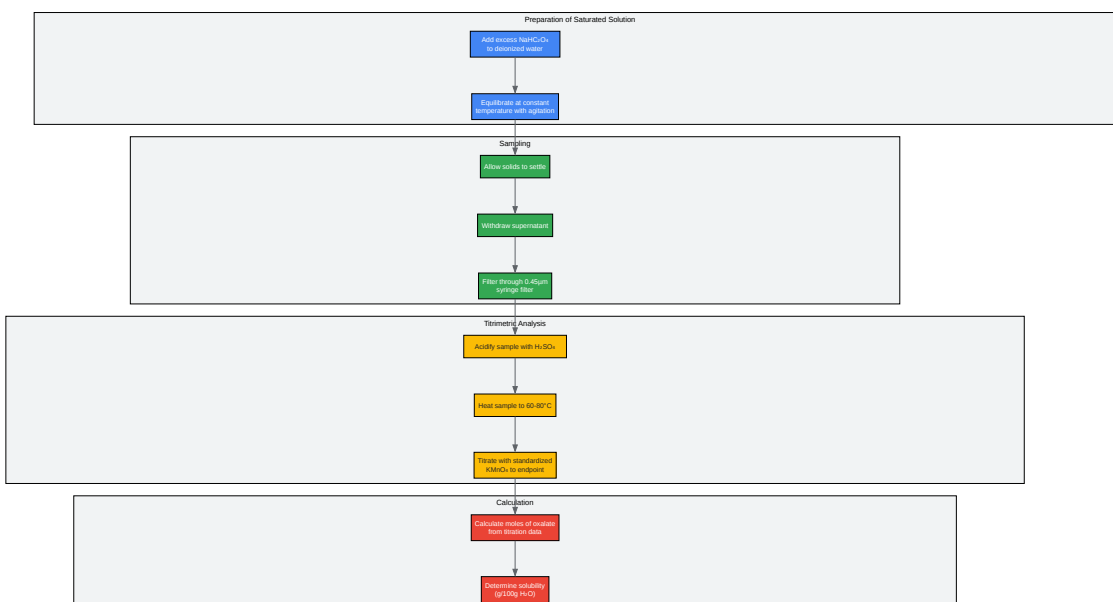 Preparation of Saturated Solution
Add excess NaHC₂O₄
to deionized water
Equilibrate at constant
temperature with agitation
Sampling
Allow solids to settle
Withdraw supernatant
Filter through 0.45μm
syringe filter
Titrimetric Analysis
Acidify sample with H₂SO₄
Heat sample to 60-80°C
Titrate with standardized
KMnO₄ to endpoint
Calculation
Calculate moles of oxalate
from titration data
Determine solubility
(g/100g H₂O)